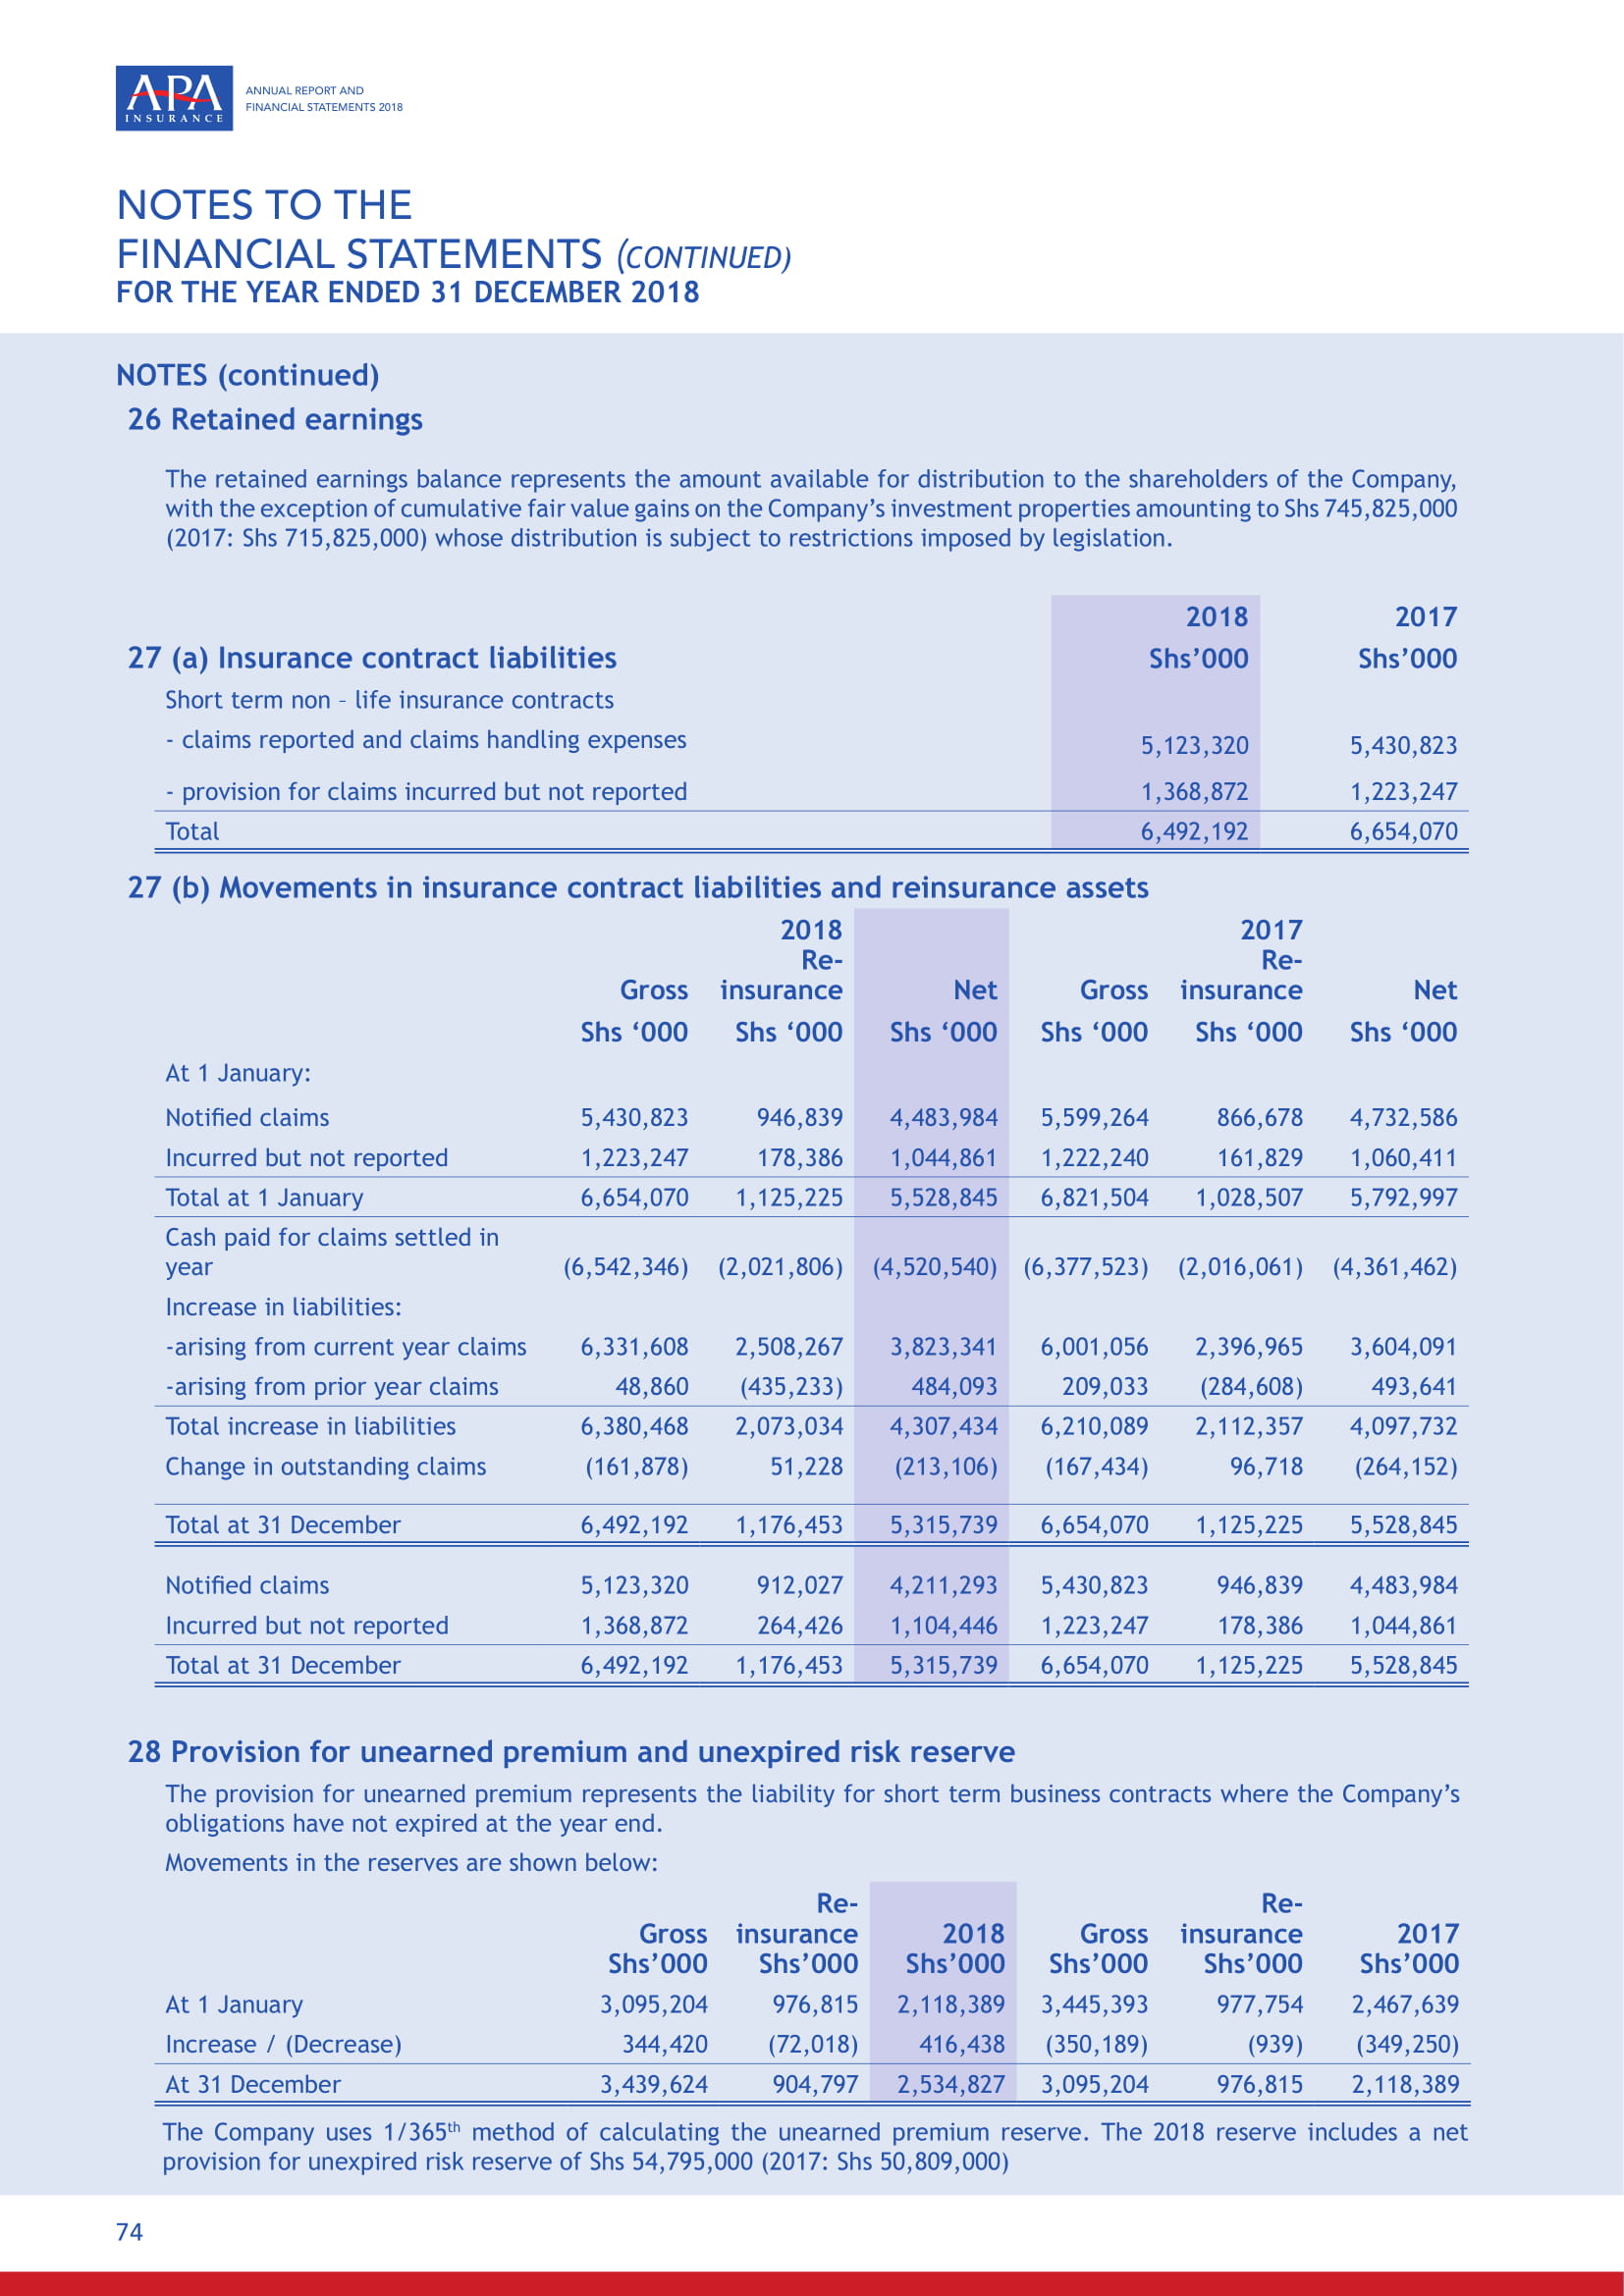 APA
INSURANCE
ANNUAL REPORT AND
FINANCIAL STATEMENTS 2018
NOTES TO THE
FINANCIAL STATEMENTS (CONTINUED)
FOR THE YEAR ENDED 31 DECEMBER 2018
NOTES (continued)
26 Retained earnings
The retained earnings balance represents the amount available for distribution to the shareholders of the Company,
with the exception of cumulative fair value gains on the Company’s investment properties amounting to Shs 745,825,000
(2017: Shs 715,825,000) whose distribution is subject to restrictions imposed by legislation.
2018 2017
27 (a) Insurance contract liabilities Shs’000 Shs’000
Short term non – life insurance contracts
- claims reported and claims handling expenses 5,123,320 5,430,823
- provision for claims incurred but not reported 1,368,872 1,223,247
Total 6,492,192 6,654,070
27 (b) Movements in insurance contract liabilities and reinsurance assets
2018 2017
Re- Re-
Gross insurance Net Gross insurance Net
Shs ‘000 Shs ‘000 Shs ‘000 Shs ‘000 Shs ‘000 Shs ‘000
At 1 January:
Notified claims 5,430,823 946,839 4,483,984 5,599,264 866,678 4,732,586
Incurred but not reported 1,223,247 178,386 1,044,861 1,222,240 161,829 1,060,411
Total at 1 January 6,654,070 1,125,225 5,528,845 6,821,504 1,028,507 5,792,997
Cash paid for claims settled in
year (6,542,346) (2,021,806) (4,520,540) (6,377,523) (2,016,061) (4,361,462)
Increase in liabilities:
-arising from current year claims 6,331,608 2,508,267 3,823,341 6,001,056 2,396,965 3,604,091
-arising from prior year claims 48,860 (435,233) 484,093 209,033 (284,608) 493,641
Total increase in liabilities 6,380,468 2,073,034 4,307,434 6,210,089 2,112,357 4,097,732
Change in outstanding claims (161,878) 51,228 (213,106) (167,434) 96,718 (264,152)
Total at 31 December 6,492,192 1,176,453 5,315,739 6,654,070 1,125,225 5,528,845
Notified claims 5,123,320 912,027 4,211,293 5,430,823 946,839 4,483,984
Incurred but not reported 1,368,872 264,426 1,104,446 1,223,247 178,386 1,044,861
Total at 31 December 6,492,192 1,176,453 5,315,739 6,654,070 1,125,225 5,528,845
28 Provision for unearned premium and unexpired risk reserve
The provision for unearned premium represents the liability for short term business contracts where the Company’s
obligations have not expired at the year end.
Movements in the reserves are shown below:
Re- Re-
Gross insurance 2018 Gross insurance 2017
Shs’000 Shs’000 Shs’000 Shs’000 Shs’000 Shs’000
At 1 January 3,095,204 976,815 2,118,389 3,445,393 977,754 2,467,639
Increase / (Decrease) 344,420 (72,018) 416,438 (350,189) (939) (349,250)
At 31 December 3,439,624 904,797 2,534,827 3,095,204 976,815 2,118,389
The Company uses 1/365th method of calculating the unearned premium reserve. The 2018 reserve includes a net
provision for unexpired risk reserve of Shs 54,795,000 (2017: Shs 50,809,000)
74